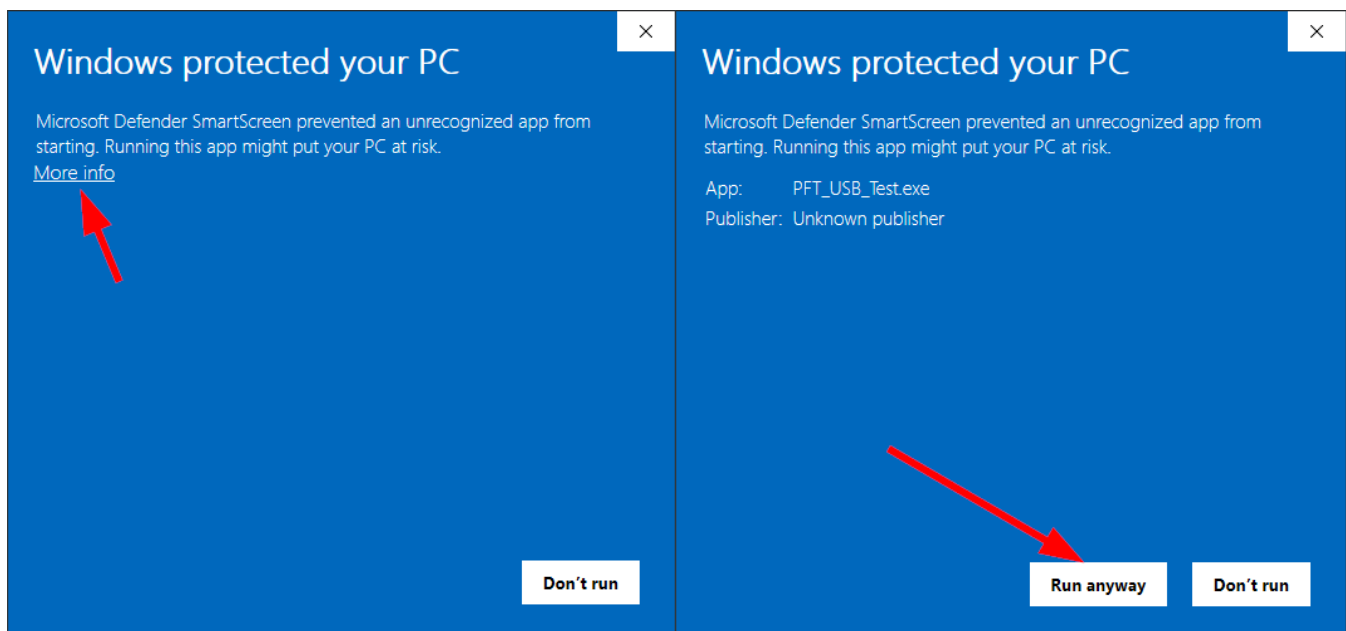 Windows protected your PC
Microsoft Defender SmartScreen prevented an unrecognized app from
starting. Running this app might put your PC at risk.
More info
Don't run
Windows protected your PC
Microsoft Defender SmartScreen prevented an unrecognized app from
starting. Running this app might put your PC at risk.
App: PFT_USB_Test.exe
Publisher: Unknown publisher
Run anyway
Don't run